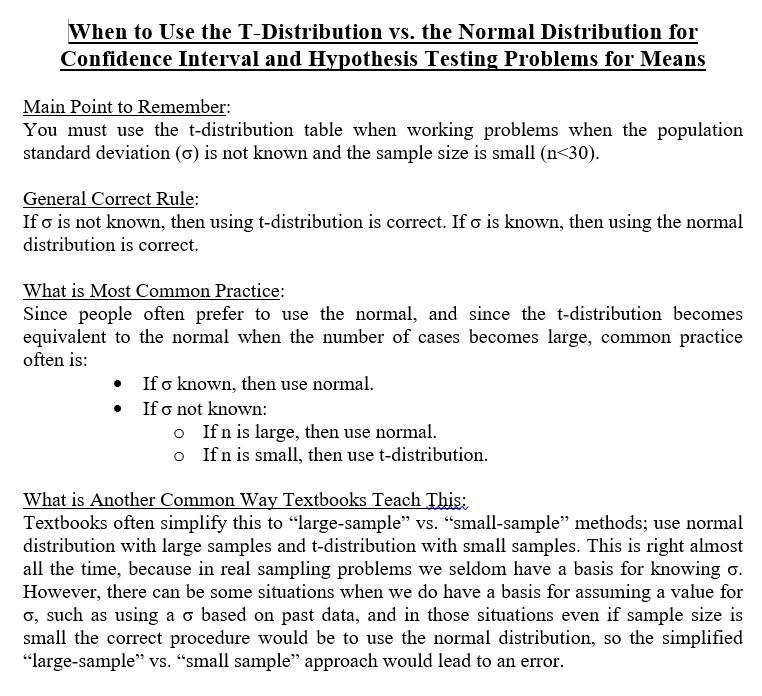 When to Use the T-Distribution vs. the Normal Distribution for
Confidence Interval and Hypothesis Testing Problems for Means
Main Point to Remember:
You must use the t-distribution table when working problems when the population
standard deviation (σ) is not known and the sample size is small (n<30).
General Correct Rule:
If σ is not known, then using t-distribution is correct. If σ is known, then using the normal
distribution is correct.
What is Most Common Practice:
Since people often prefer to use the normal, and since the t-distribution becomes
equivalent to the normal when the number of cases becomes large, common practice
often is:
• If σ known, then use normal.
• If σ not known:
o If n is large, then use normal.
o If n is small, then use t-distribution.
What is Another Common Way Textbooks Teach This:
Textbooks often simplify this to “large-sample” vs. “small-sample” methods; use normal
distribution with large samples and t-distribution with small samples. This is right almost
all the time, because in real sampling problems we seldom have a basis for knowing σ.
However, there can be some situations when we do have a basis for assuming a value for
σ, such as using a σ based on past data, and in those situations even if sample size is
small the correct procedure would be to use the normal distribution, so the simplified
“large-sample” vs. “small sample” approach would lead to an error.